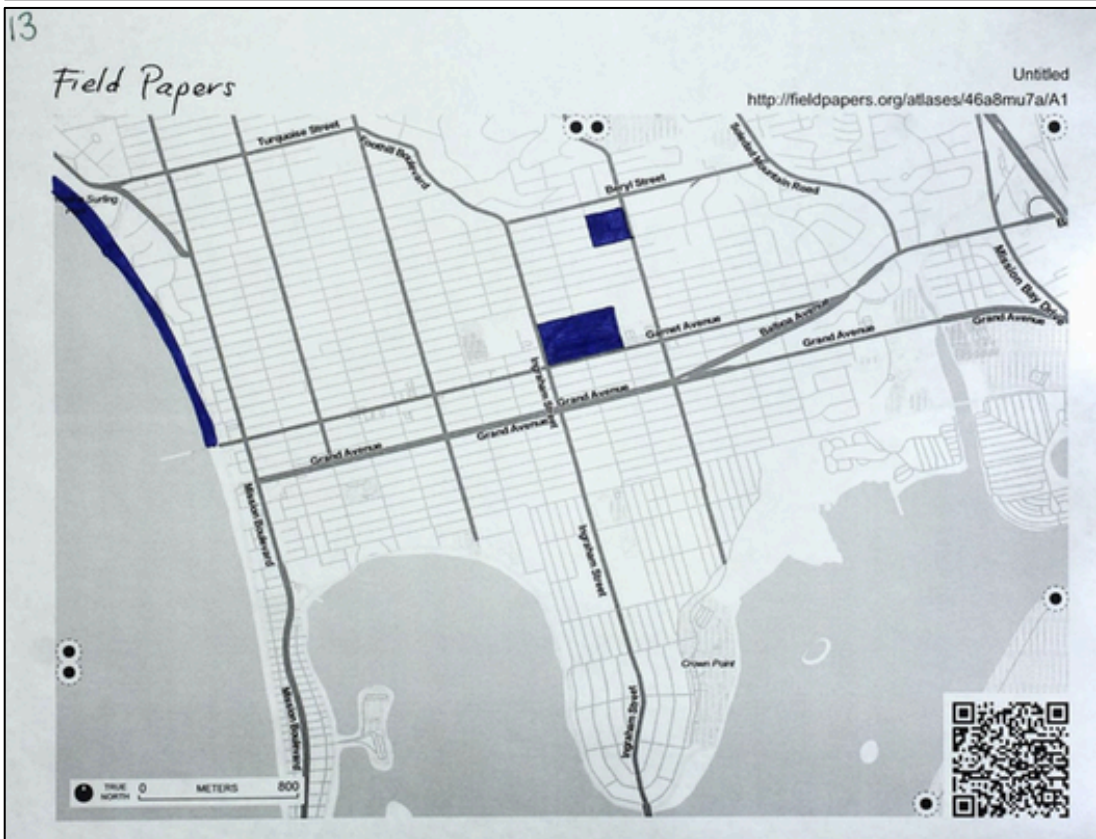 13
Field Papers
Untitled
http://fieldpapers.org/atlases/46a8mu7a/A1
Turquoise Street
Foothill Boulevard
Soledad Mountain Road
Beryl Street
Surfing
Mission Bay Drive
Garnet Avenue
Balboa Avenue
Grand Avenue
Grand Avenue
Ingraham Street
Grand Avenue
Grand Avenue
Grand Avenue
Mission Boulevard
Ingraham Street
Crown Point
Mission Boulevard
Ingraham Street
TRUE NORTH
0 METERS 800